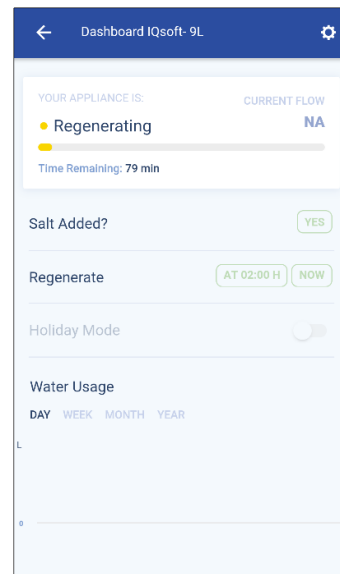 Dashboard IQsoft- 9L
YOUR APPLIANCE IS: CURRENT FLOW
Regenerating NA
Time Remaining: 79 min
Salt Added? YES
Regenerate AT 02:00 H NOW
Holiday Mode
Water Usage
DAY WEEK MONTH YEAR
L
0